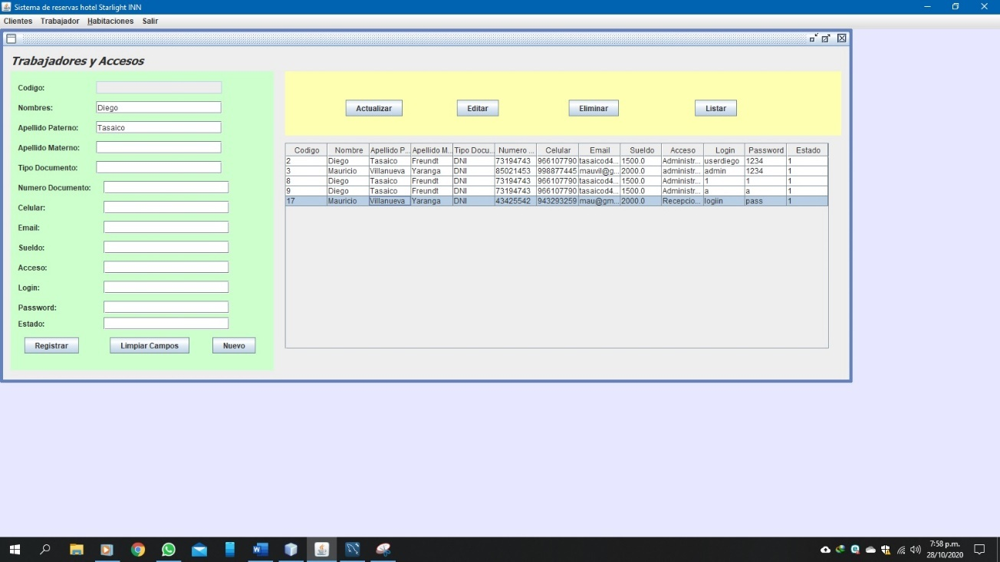 Sistema de reservas hotel Starlight INN
Clientes Trabajador Habitaciones Salir
Trabajadores y Accesos
Codigo:
Nombres: Diego
Apellido Paterno: Tasaico
Apellido Materno:
Tipo Documento:
Numero Documento:
Celular:
Email:
Sueldo:
Acceso:
Login:
Password:
Estado:
Registrar Limpiar Campos Nuevo
Actualizar Editar Eliminar Listar
Codigo Nombre Apellido P... Apellido M... Tipo Docu... Numero ... Celular Email Sueldo Acceso Login Password Estado
2 Diego Tasaico Freundt DNI 73194743 966107790 tasaicod4... 1500.0 Administr... userdiego 1234 1
3 Mauricio Villanueva Yaranga DNI 85021453 998877445 mauvil@g... 2000.0 Administr... admin 1234 1
8 Diego Tasaico Freundt DNI 73194743 966107790 tasaicod4... 1500.0 Administr... 1 1 1
9 Diego Tasaico Freundt DNI 73194743 966107790 tasaicod4... 1500.0 Administr... a a 1
17 Mauricio Villanueva Yaranga DNI 43425542 943293259 mau@gm... 2000.0 Recepcio... logiin pass 1
7:58 p.m.
28/10/2020